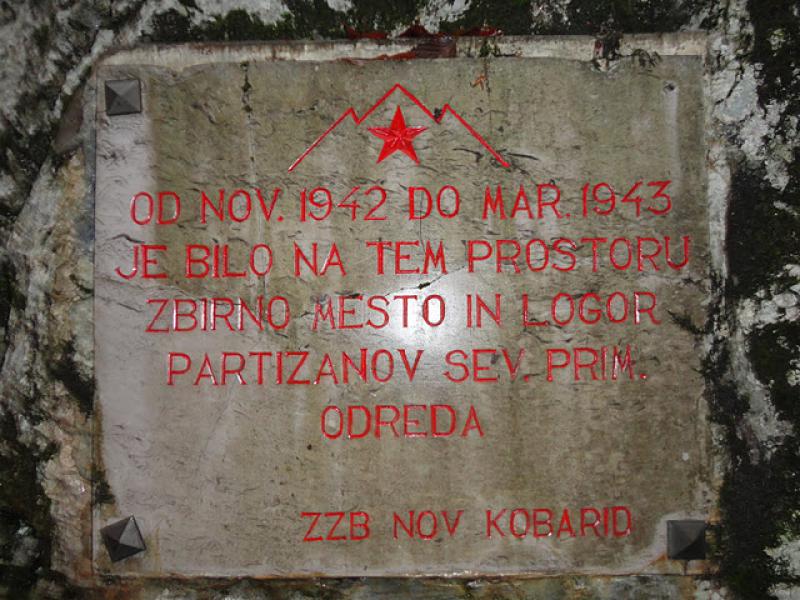 OD NOV. 1942 DO MAR. 1943
JE BILO NA TEM PROSTORU
ZBIRNO MESTO IN LOGOR
PARTIZANOV SEV. PRIM.
ODREDA
ZZB NOV KOBARID